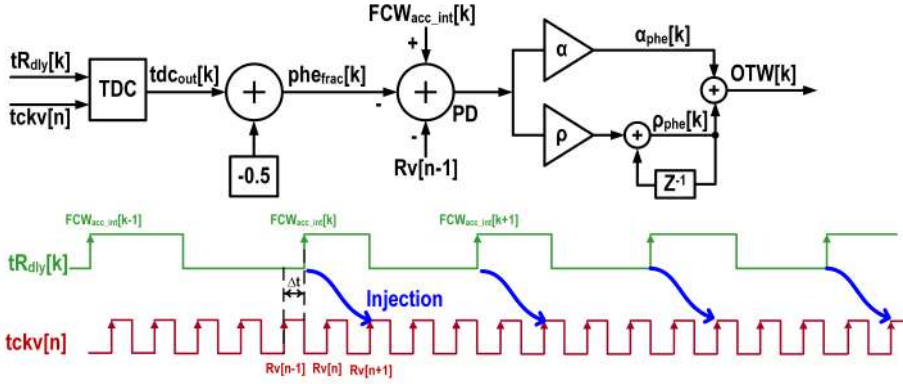 FCWacc_int[k]
+
tRdly[k]
tckv[n]
TDC
tdcout[k]
+
phefrac[k]
-
+
-
PD
-0.5
Rv[n-1]
α
αphe[k]
ρ
+
ρphe[k]
Z-1
+
OTW[k]
FCWacc_int[k-1]
FCWacc_int[k]
FCWacc_int[k+1]
tRdly[k]
Δt
Injection
tckv[n]
Rv[n-1]
Rv[n]
Rv[n+1]